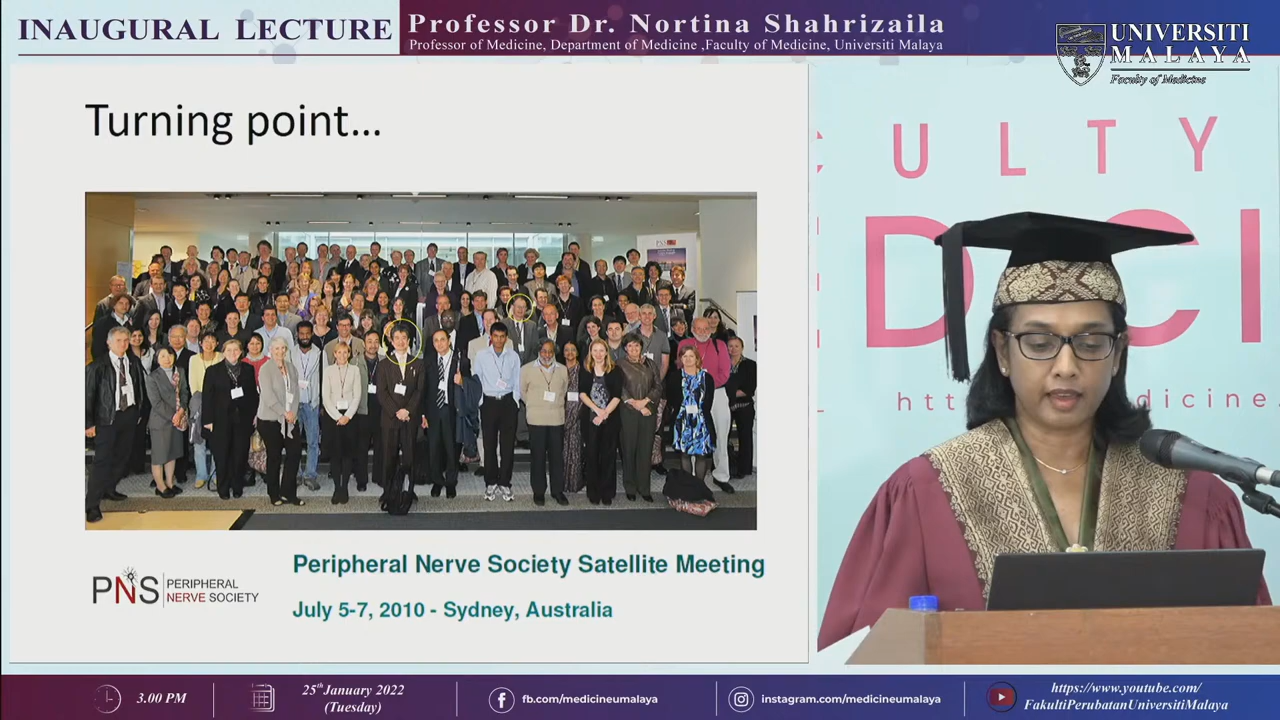 INAUGURAL LECTURE
Professor Dr. Nortina Shahrizaila
Professor of Medicine, Department of Medicine ,Faculty of Medicine, Universiti Malaya
UNIVERSITI
MALAYA
Faculty of Medicine
Turning point...
PNS
PERIPHERAL
NERVE SOCIETY
Peripheral Nerve Society Satellite Meeting
July 5-7, 2010 - Sydney, Australia
CULTY
EDICI
htt
edicine.
3.00 PM
25th January 2022
(Tuesday)
fb.com/medicineumalaya
instagram.com/medicineumalaya
https://www.youtube.com/
FakultiPerubatanUniversitiMalaya